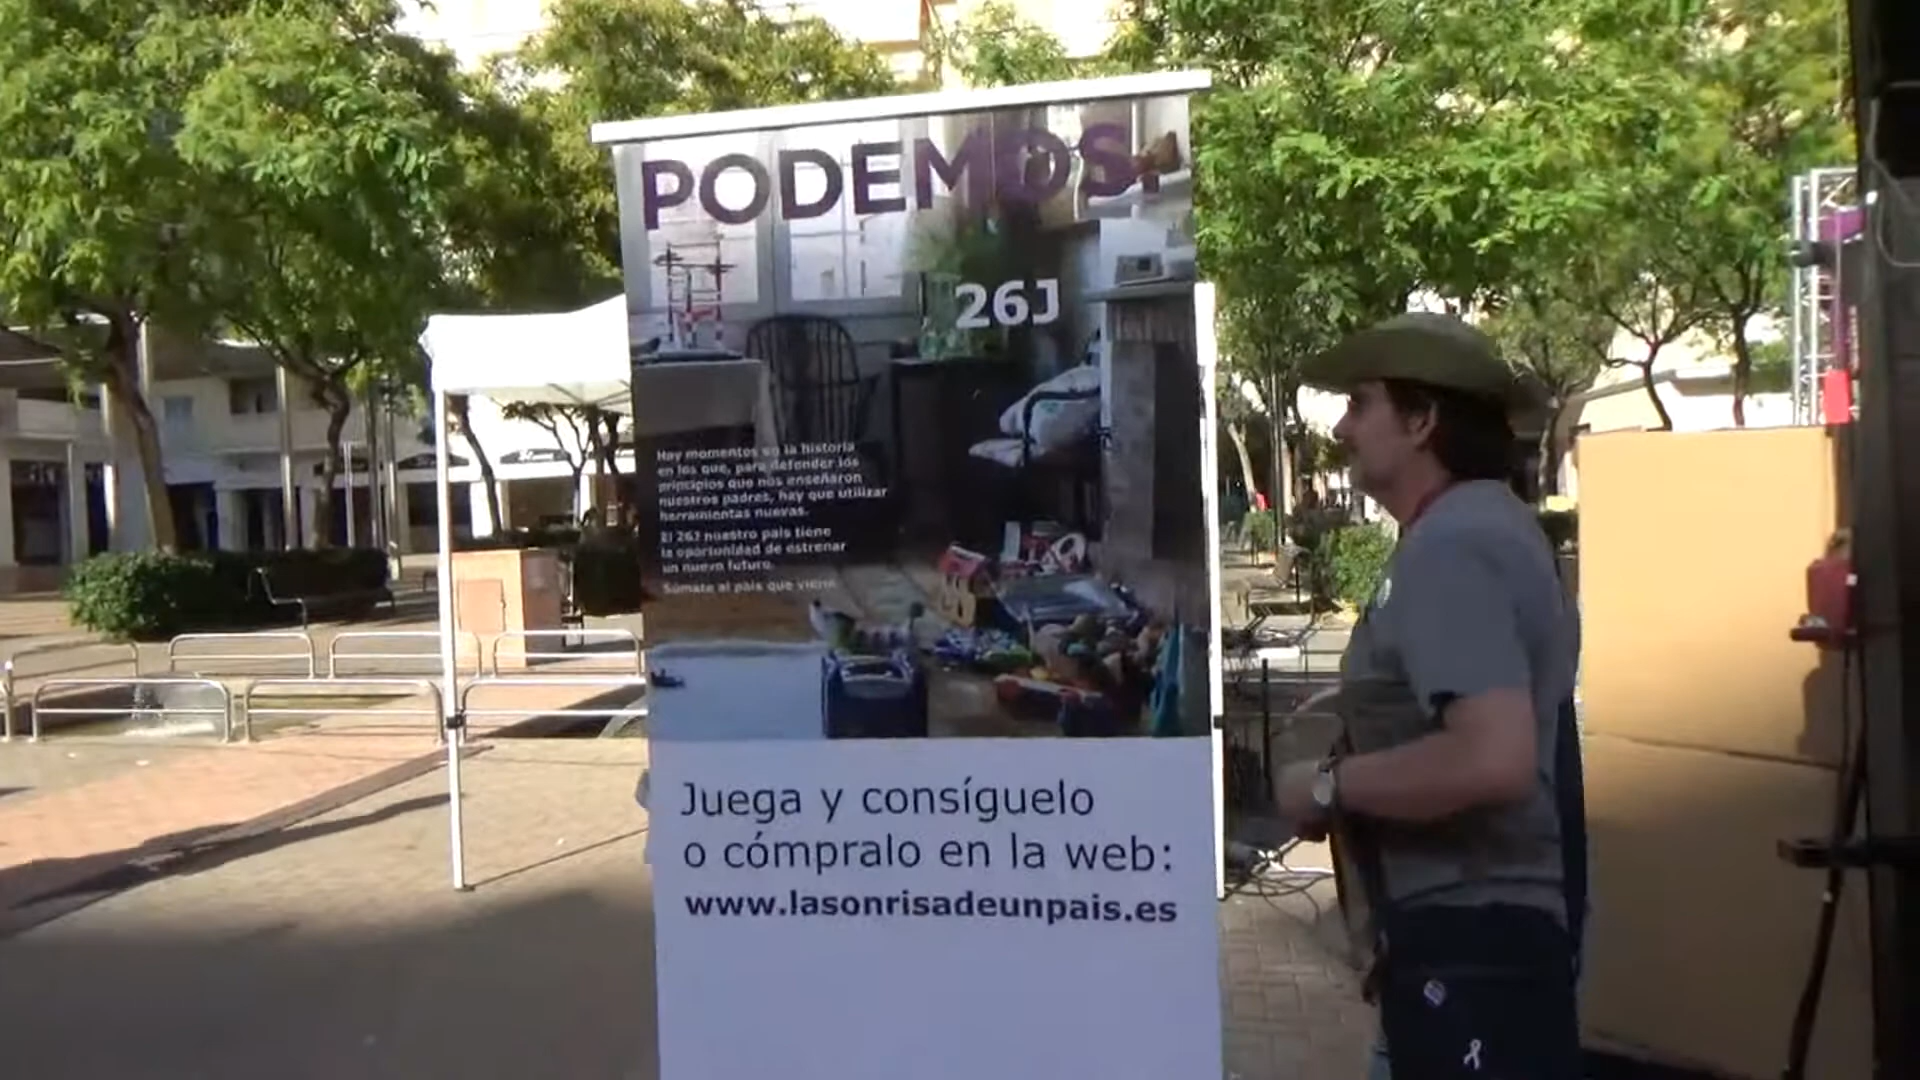 PODEMOS.
26J
Hay momentos en la historia
en los que, para defender los
principios que nos enseñaron
nuestros padres, hay que utilizar
herramientas nuevas.
El 26J nuestro país tiene
la oportunidad de estrenar
un nuevo futuro.
Súmate al país que viene.
Juega y consíguelo
o cómpralo en la web:
www.lasonrisadeunpais.es